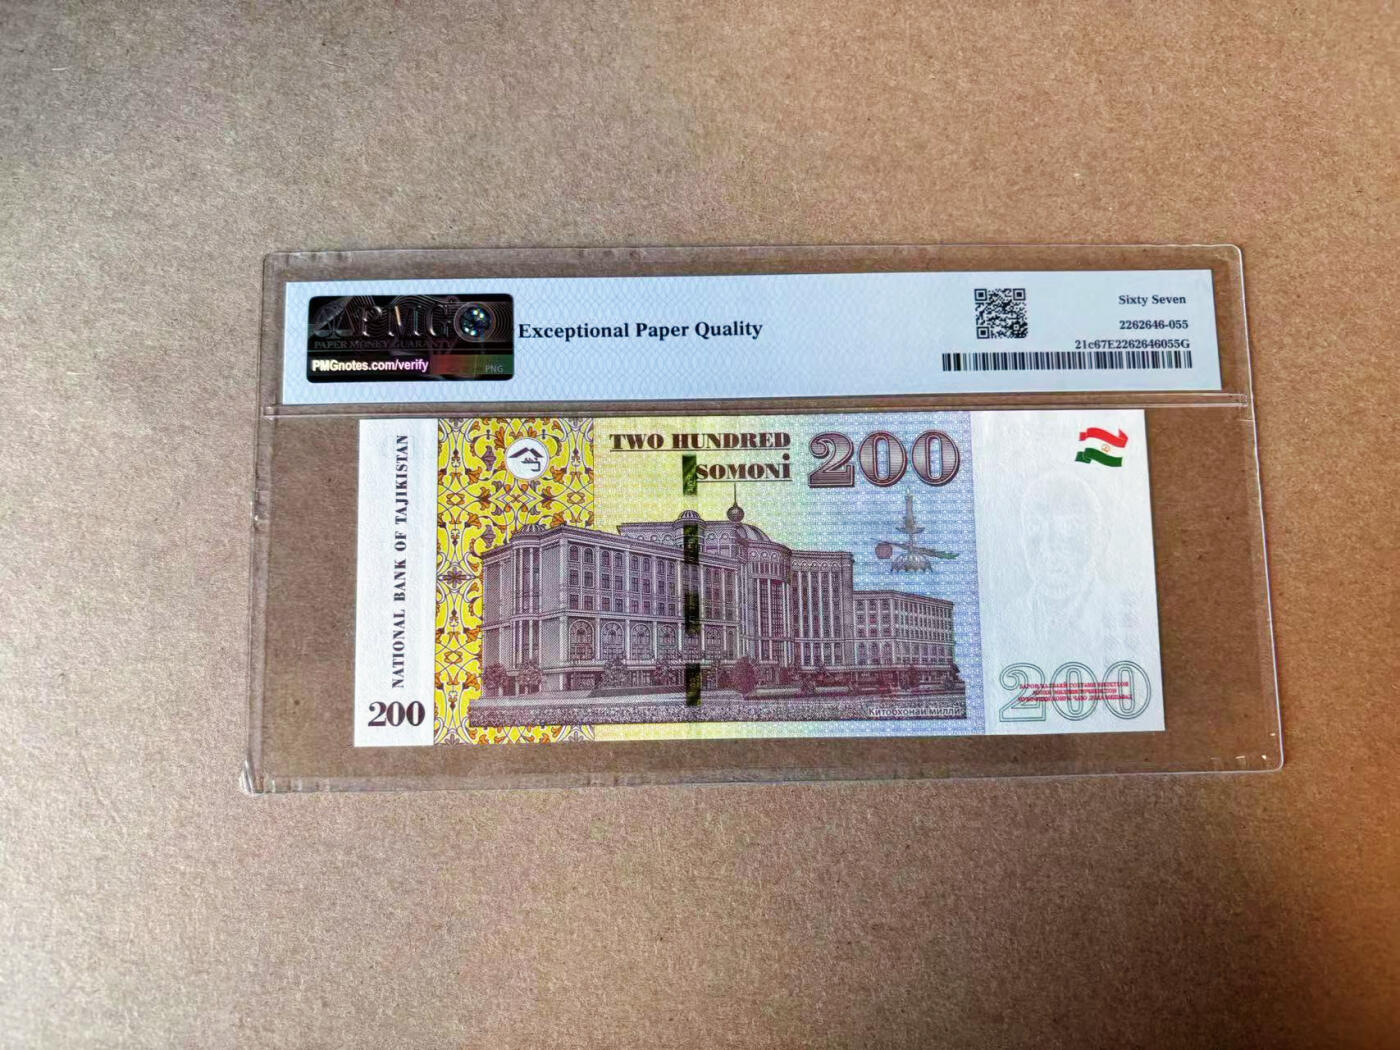 PMG
PAPER MONEY GUARANTY
PMGnotes.com/verify
PNG
Exceptional Paper Quality
Sixty Seven
2262646-055
21c67E2262646055G
NATIONAL BANK OF TAJIKISTAN
200
TWO HUNDRED
SOMONi
200
Китобхонаи миллӣ
200